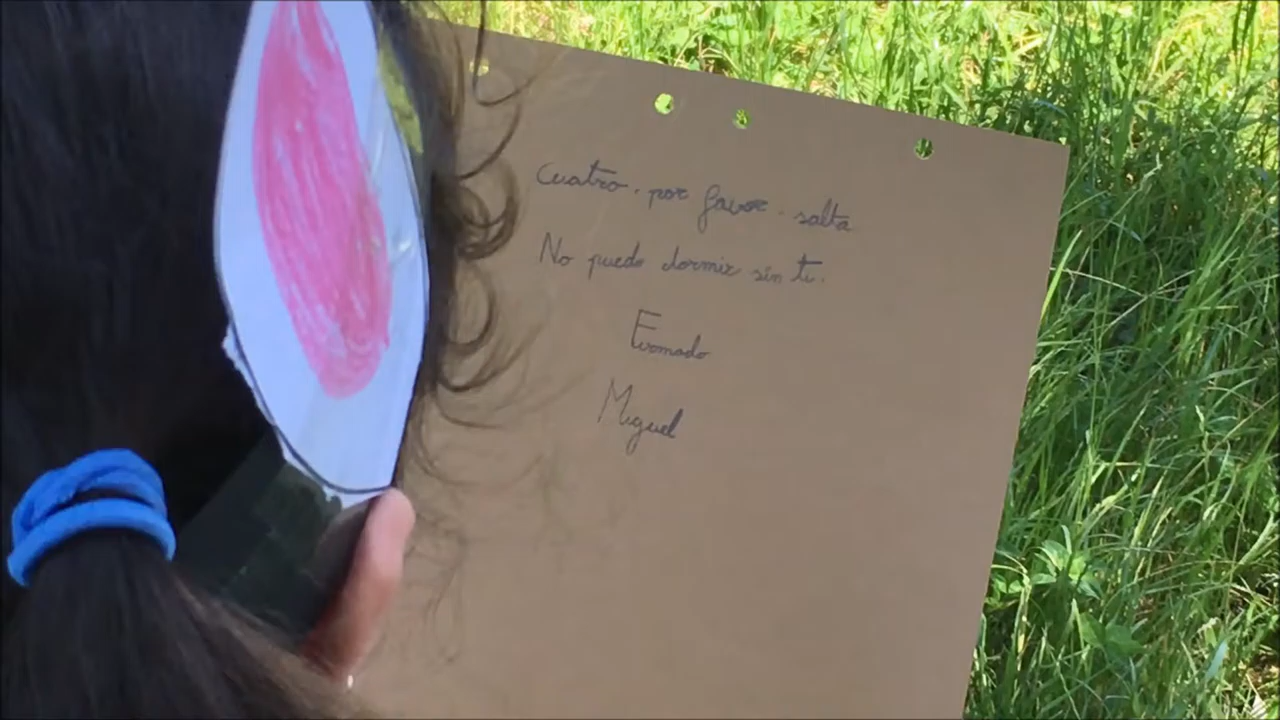 Cuatro, por favor, salta
No puedo dormir sin ti.
Firmado
Miguel